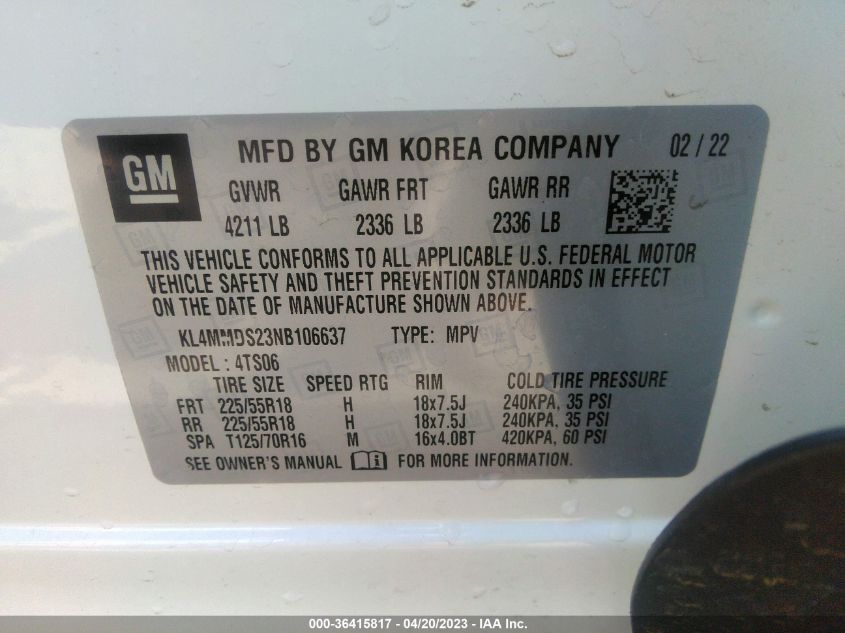 GM
MFD BY GM KOREA COMPANY 02 / 22
GVWR GAWR FRT GAWR RR
4211 LB 2336 LB 2336 LB
THIS VEHICLE CONFORMS TO ALL APPLICABLE U.S. FEDERAL MOTOR
VEHICLE SAFETY AND THEFT PREVENTION STANDARDS IN EFFECT
ON THE DATE OF MANUFACTURE SHOWN ABOVE.
KL4MMDS23NB106637 TYPE: MPV
MODEL : 4TS06
TIRE SIZE SPEED RTG RIM COLD TIRE PRESSURE
FRT 225/55R18 H 18x7.5J 240KPA, 35 PSI
RR 225/55R18 H 18x7.5J 240KPA, 35 PSI
SPA T125/70R16 M 16x4.0BT 420KPA, 60 PSI
SEE OWNER'S MANUAL FOR MORE INFORMATION.
000-36415817 - 04/20/2023 - IAA Inc.